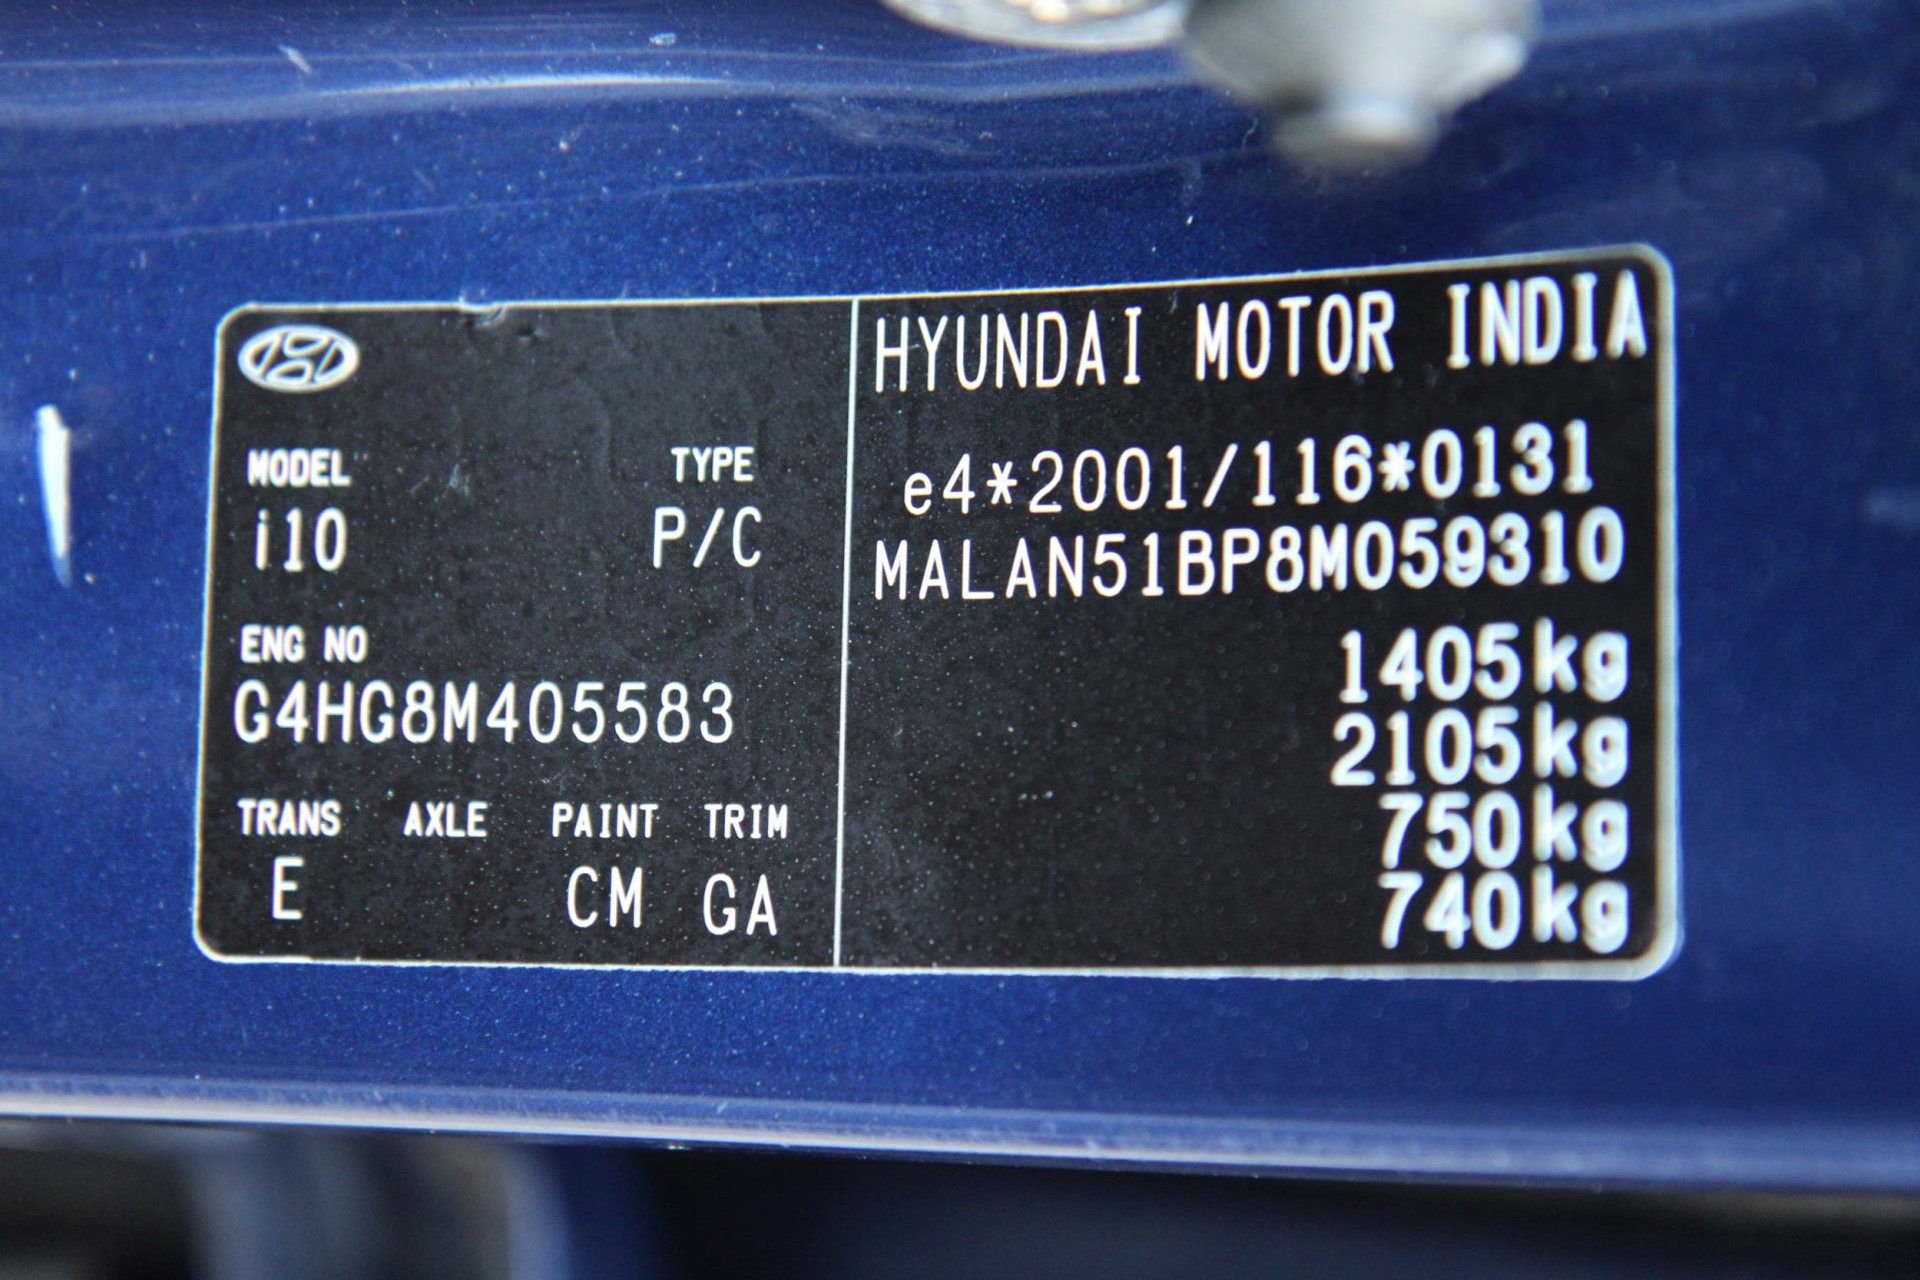 MODEL TYPE
i10 P/C
ENG NO
G4HG8M405583
TRANS AXLE PAINT TRIM
E CM GA
HYUNDAI MOTOR INDIA
e4*2001/116*0131
MALAN51BP8M059310
1405kg
2105kg
750kg
740kg